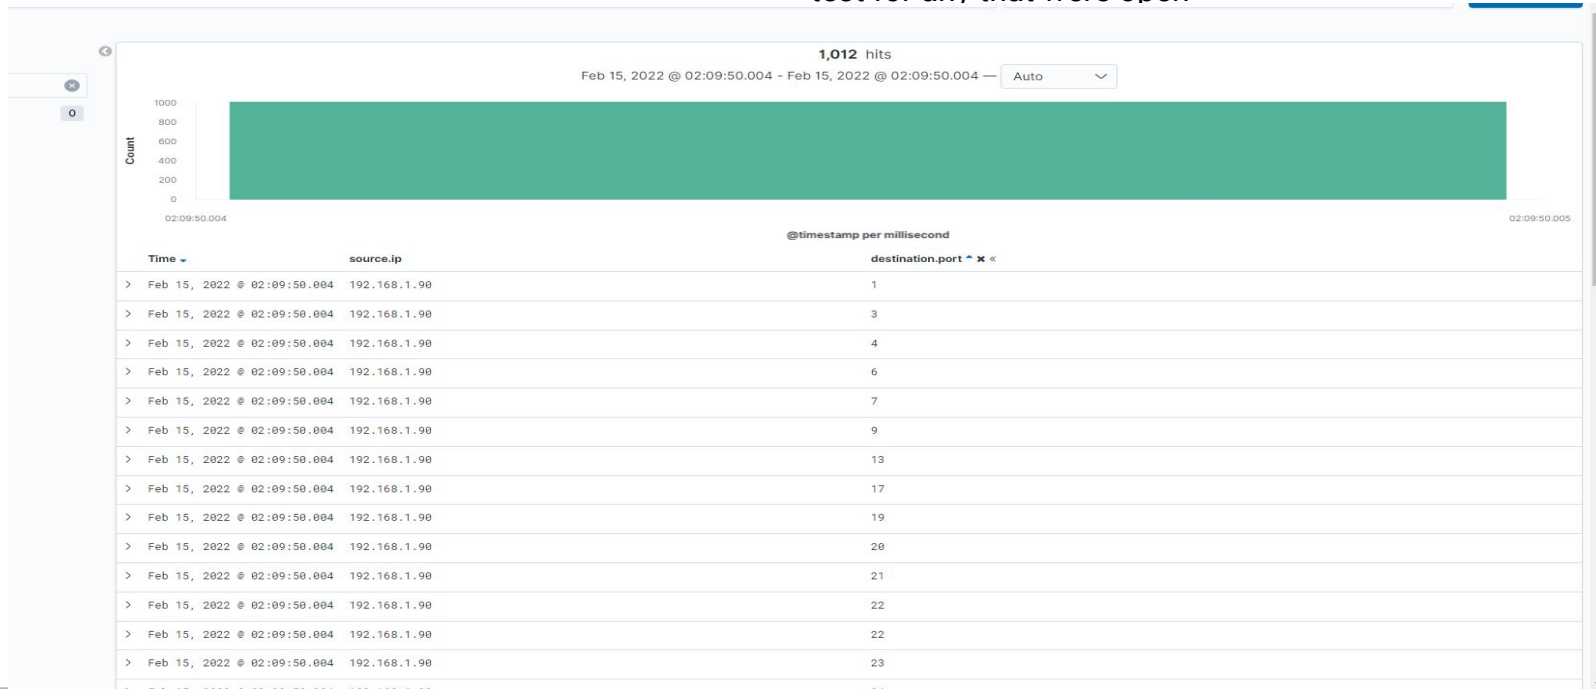 test for any that were open
1,012 hits
Feb 15, 2022 @ 02:09:50.004 - Feb 15, 2022 @ 02:09:50.004 — Auto
0
1000
800
600
400
200
0
Count
02:09:50.004 02:09:50.005
@timestamp per millisecond
Time source.ip destination.port
> Feb 15, 2022 @ 02:09:50.004 192.168.1.90 1
> Feb 15, 2022 @ 02:09:50.004 192.168.1.90 3
> Feb 15, 2022 @ 02:09:50.004 192.168.1.90 4
> Feb 15, 2022 @ 02:09:50.004 192.168.1.90 6
> Feb 15, 2022 @ 02:09:50.004 192.168.1.90 7
> Feb 15, 2022 @ 02:09:50.004 192.168.1.90 9
> Feb 15, 2022 @ 02:09:50.004 192.168.1.90 13
> Feb 15, 2022 @ 02:09:50.004 192.168.1.90 17
> Feb 15, 2022 @ 02:09:50.004 192.168.1.90 19
> Feb 15, 2022 @ 02:09:50.004 192.168.1.90 20
> Feb 15, 2022 @ 02:09:50.004 192.168.1.90 21
> Feb 15, 2022 @ 02:09:50.004 192.168.1.90 22
> Feb 15, 2022 @ 02:09:50.004 192.168.1.90 22
> Feb 15, 2022 @ 02:09:50.004 192.168.1.90 23